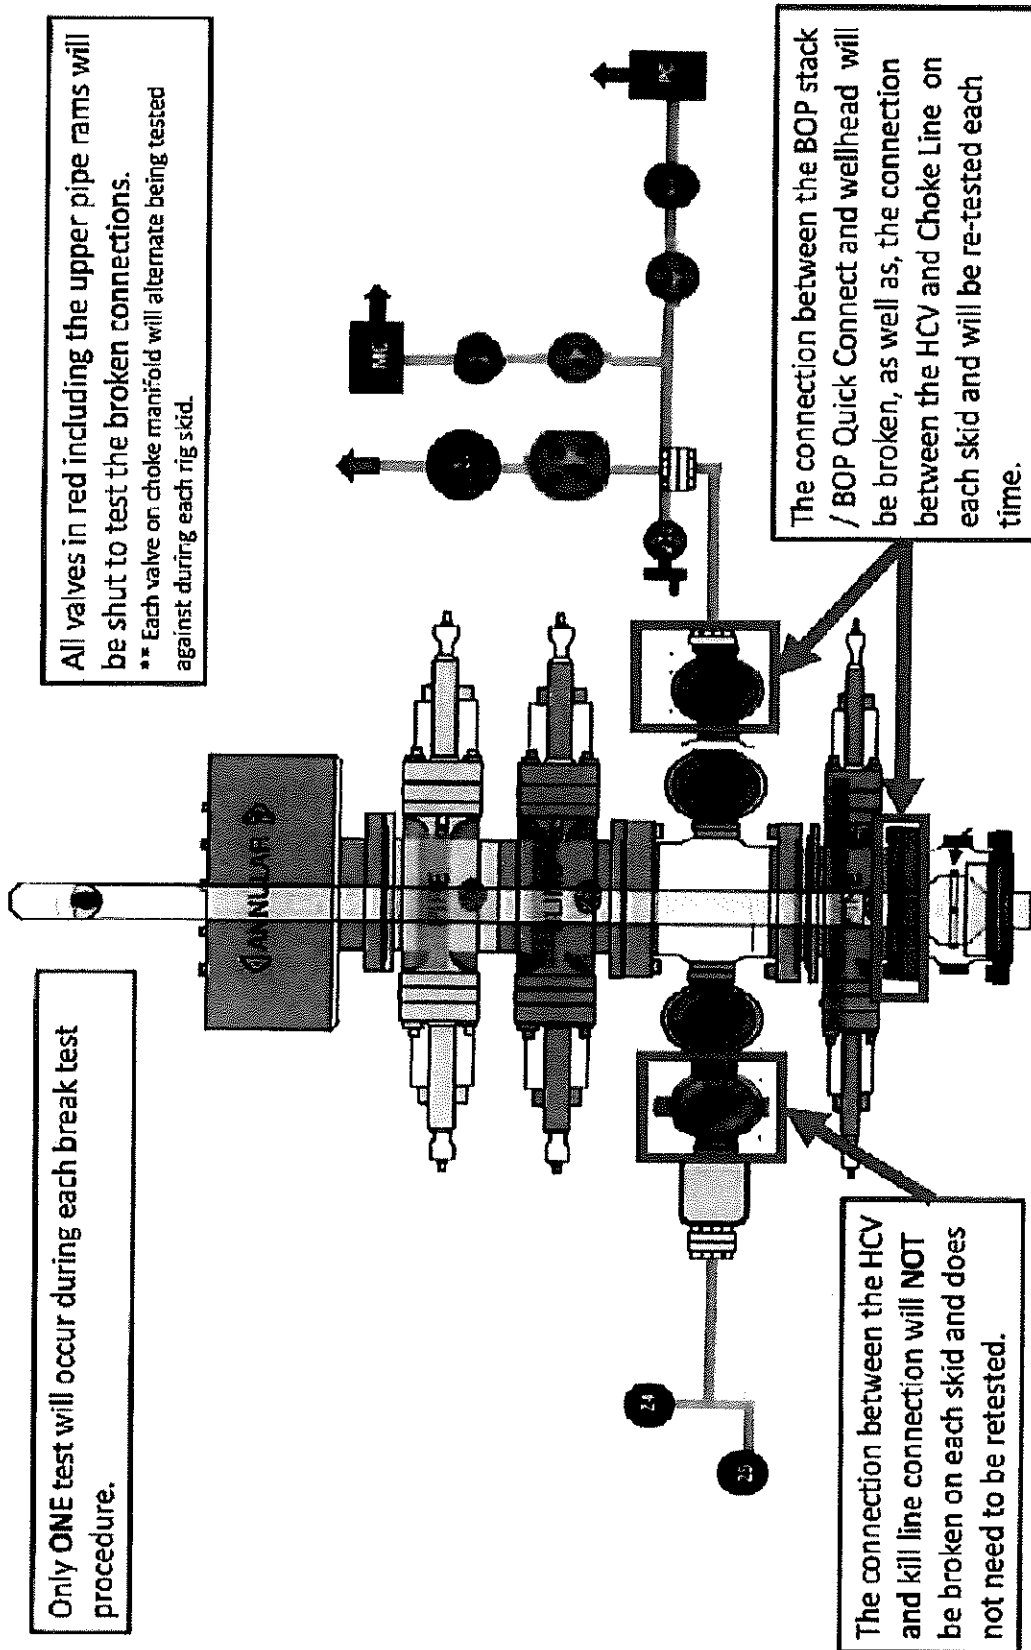 Only ONE test will occur during each break test
procedure.
All valves in red including the upper pipe rams will
be shut to test the broken connections.
** Each valve on choke manifold will alternate being tested
against during each rig skid.
ANNULAR
MC
PC
24
25
The connection between the HCV
and kill line connection will NOT
be broken on each skid and does
not need to be retested.
The connection between the BOP stack
/ BOP Quick Connect and wellhead will
be broken, as well as, the connection
between the HCV and Choke Line on
each skid and will be re-tested each
time.